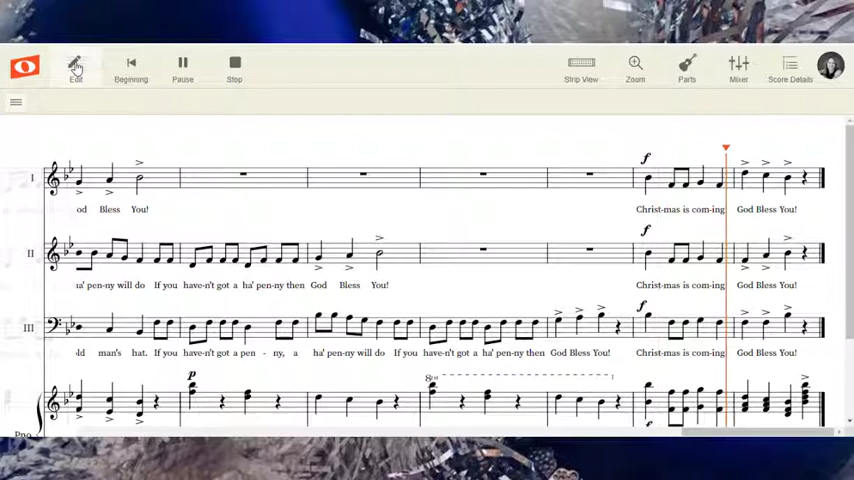 Edit Beginning Pause Stop Strip View Zoom Parts Mixer Score Details
f
I
od Bless You! Christ-mas is com-ing God Bless You!
f
II
ha' pen-ny will do If you have-n't got a ha' pen-ny then God Bless You! Christ-mas is com-ing God Bless You!
f
III
old man's hat. If you have-n't got a pen - ny, a ha' pen-ny will do If you have-n't got a ha' pen-ny then God Bless You! Christ-mas is com-ing God Bless You!
p 8va
Pno
f